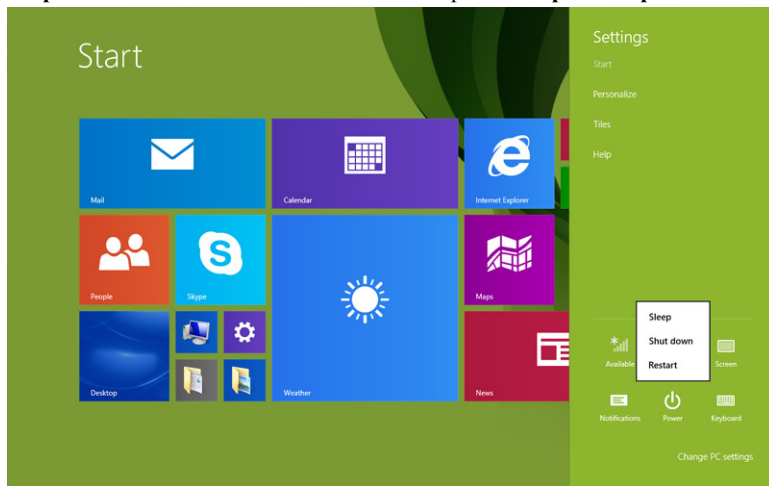 Start
Mail
Calendar
Internet Explorer
People
Skype
Maps
Desktop
Weather
News
Settings
Start
Personalize
Tiles
Help
Sleep
Shut down
Restart
Available
Screen
Notifications
Power
Keyboard
Change PC settings